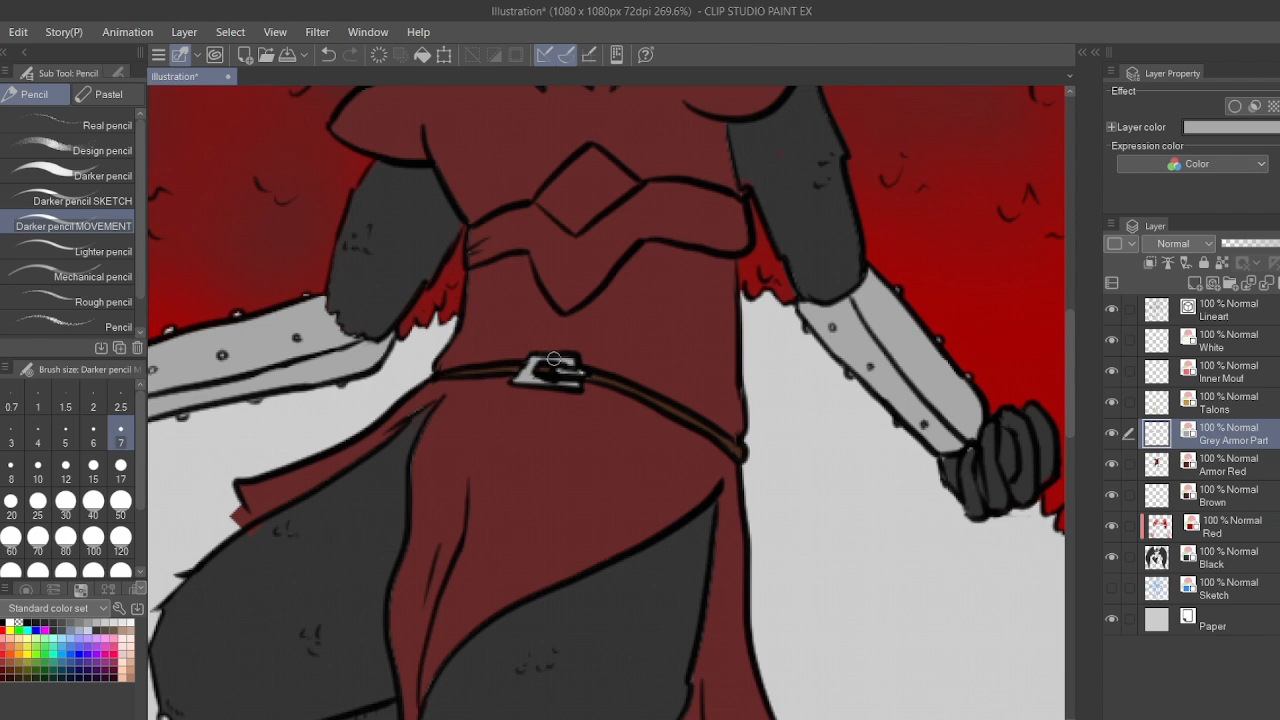 Illustration* (1080 x 1080px 72dpi 269.6%) - CLIP STUDIO PAINT EX
Edit Story(P) Animation Layer Select View Filter Window Help
Sub Tool: Pencil
Illustration*
Layer Property
Pencil Pastel
Effect
Real pencil
Layer color
Design pencil
Expression color
Color
Darker pencil
Darker pencil SKETCH
Darker pencil MOVEMENT
Lighter pencil
Mechanical pencil
Rough pencil
Pencil
Layer
Normal
100 % Normal
Lineart
100 % Normal
White
100 % Normal
Inner Mouf
100 % Normal
Talons
100 % Normal
Grey Armor Part
100 % Normal
Armor Red
100 % Normal
Brown
100 % Normal
Red
100 % Normal
Black
100 % Normal
Sketch
Paper
Brush size: Darker pencil M
0.7 1 1.5 2 2.5
3 4 5 6 7
8 10 12 15 17
20 25 30 40 50
60 70 80 100 120
Standard color set